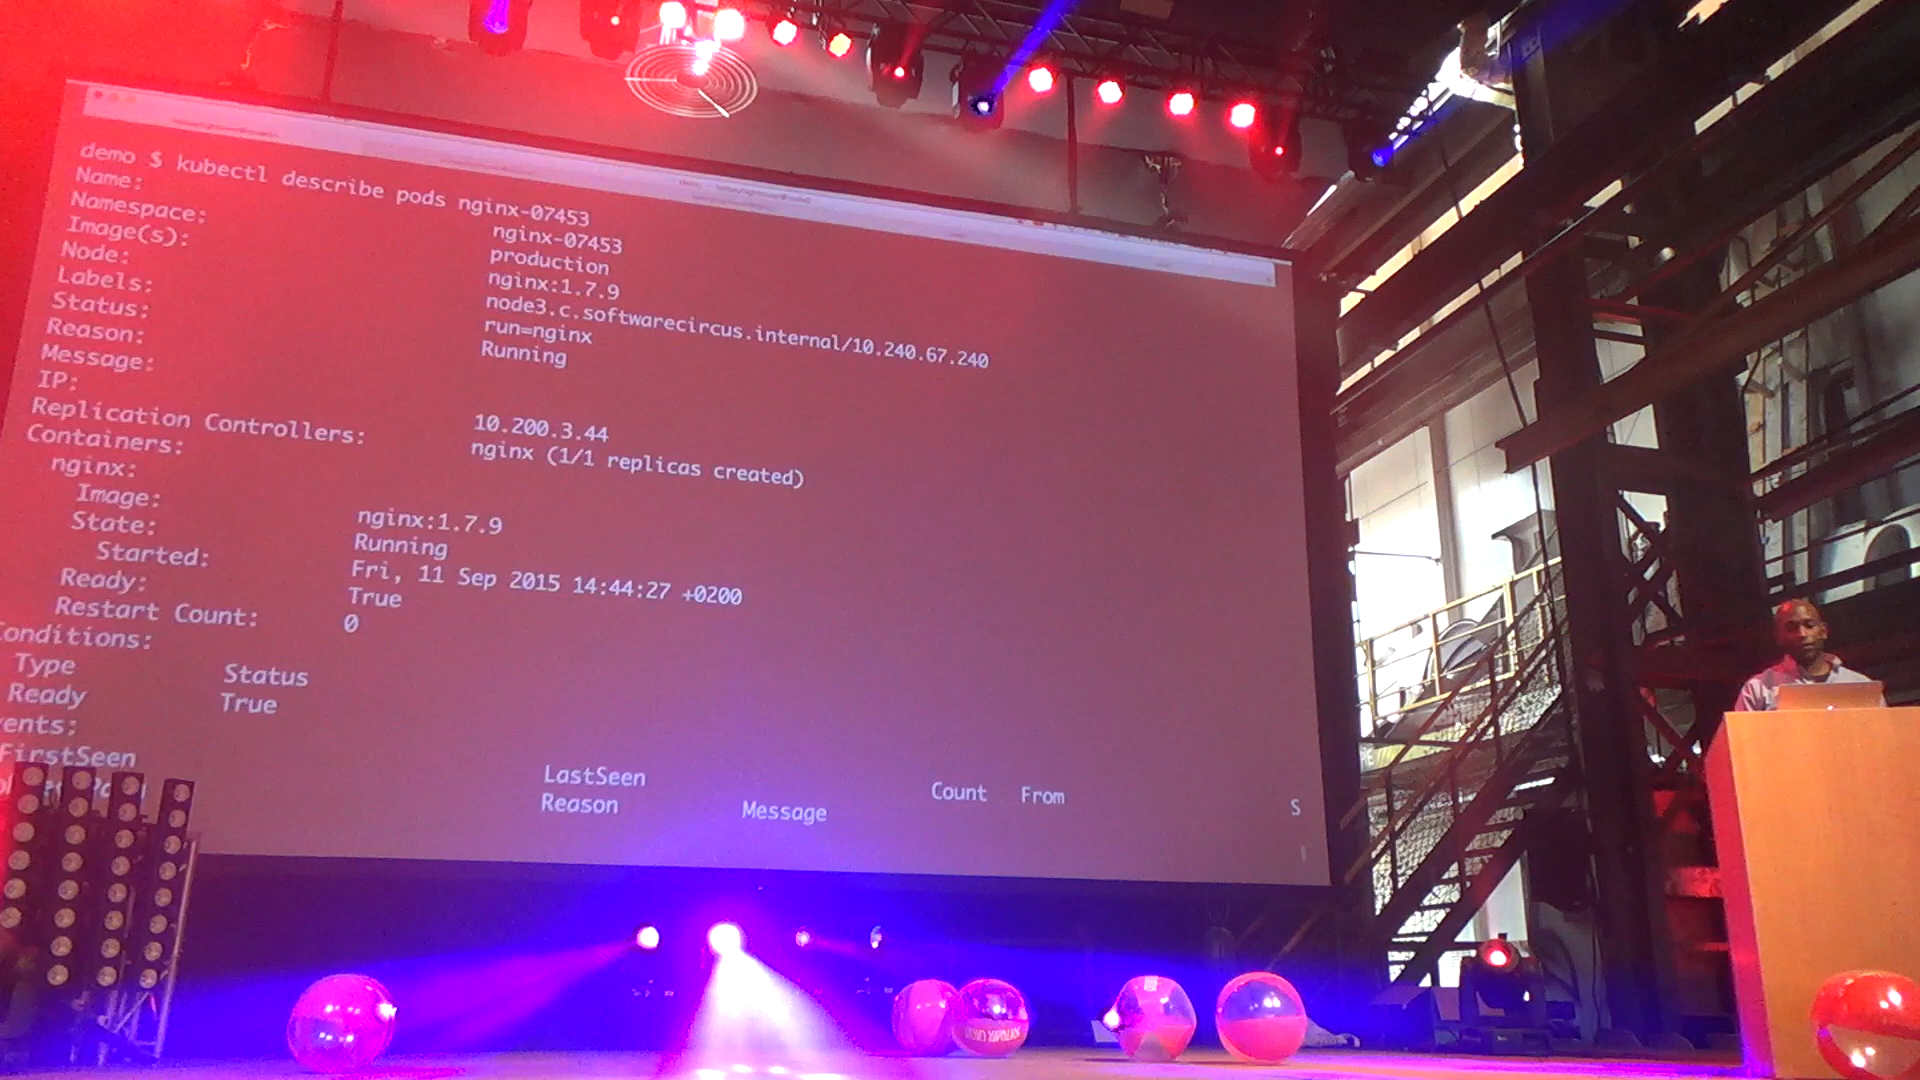 demo $ kubectl describe pods nginx-07453
Name: nginx-07453
Namespace: production
Image(s): nginx:1.7.9
Node: node3.c.softwarecircus.internal/10.240.67.240
Labels: run=nginx
Status: Running
Reason:
Message:
IP: 10.200.3.44
Replication Controllers: nginx (1/1 replicas created)
Containers:
nginx:
Image: nginx:1.7.9
State: Running
Started: Fri, 11 Sep 2015 14:44:27 +0200
Ready: True
Restart Count: 0
onditions:
Type Status
Ready True
vents:
FirstSeen LastSeen Count From S
Reason Message